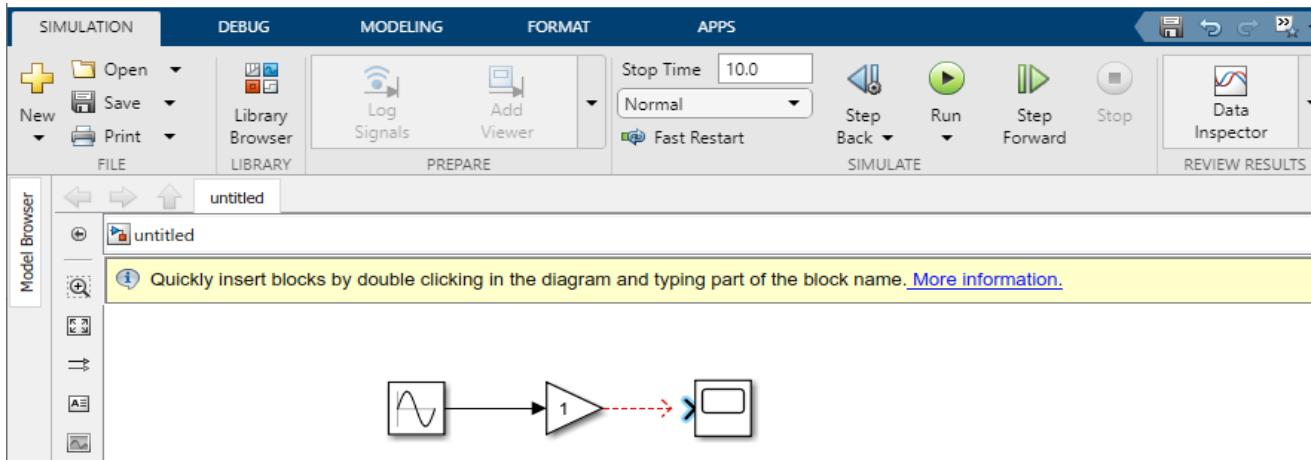 SIMULATION DEBUG MODELING FORMAT APPS
New
Open
Save
Print
FILE
Library
Browser
LIBRARY
Log
Signals
Add
Viewer
PREPARE
Stop Time 10.0
Normal
Fast Restart
Step
Back
Run
Step
Forward
Stop
SIMULATE
Data
Inspector
REVIEW RESULTS
Model Browser
untitled
untitled
Quickly insert blocks by double clicking in the diagram and typing part of the block name. More information.
A
1